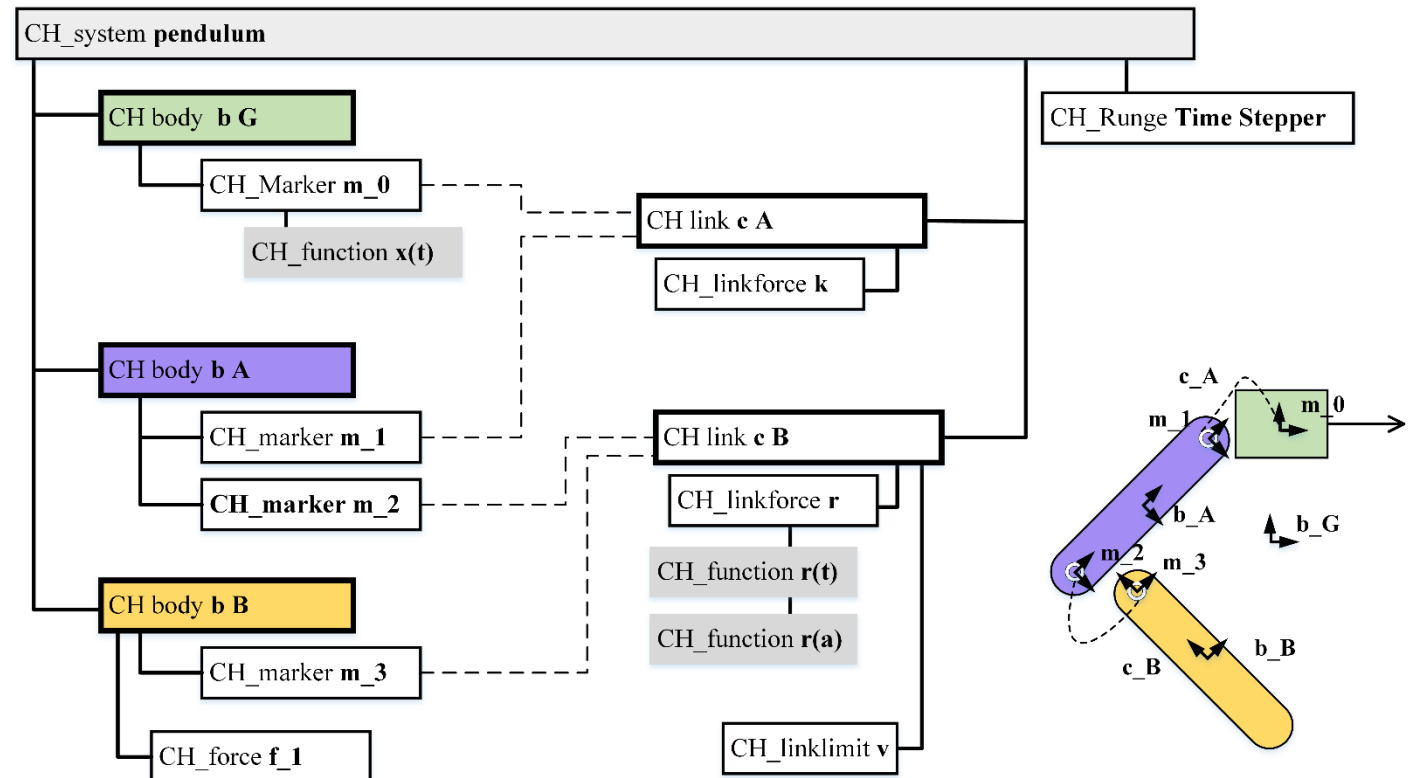 CH_system pendulum
CH body b G
CH_Runge Time Stepper
CH_Marker m_0
CH link c A
CH_function x(t)
CH_linkforce k
CH body b A
CH_marker m_1
CH link c B
CH_marker m_2
CH_linkforce r
CH_function r(t)
CH body b B
CH_function r(a)
CH_marker m_3
CH_force f_1
CH_linklimit v
c_A
m_0
m_1
b_A
b_G
m_2
m_3
b_B
c_B